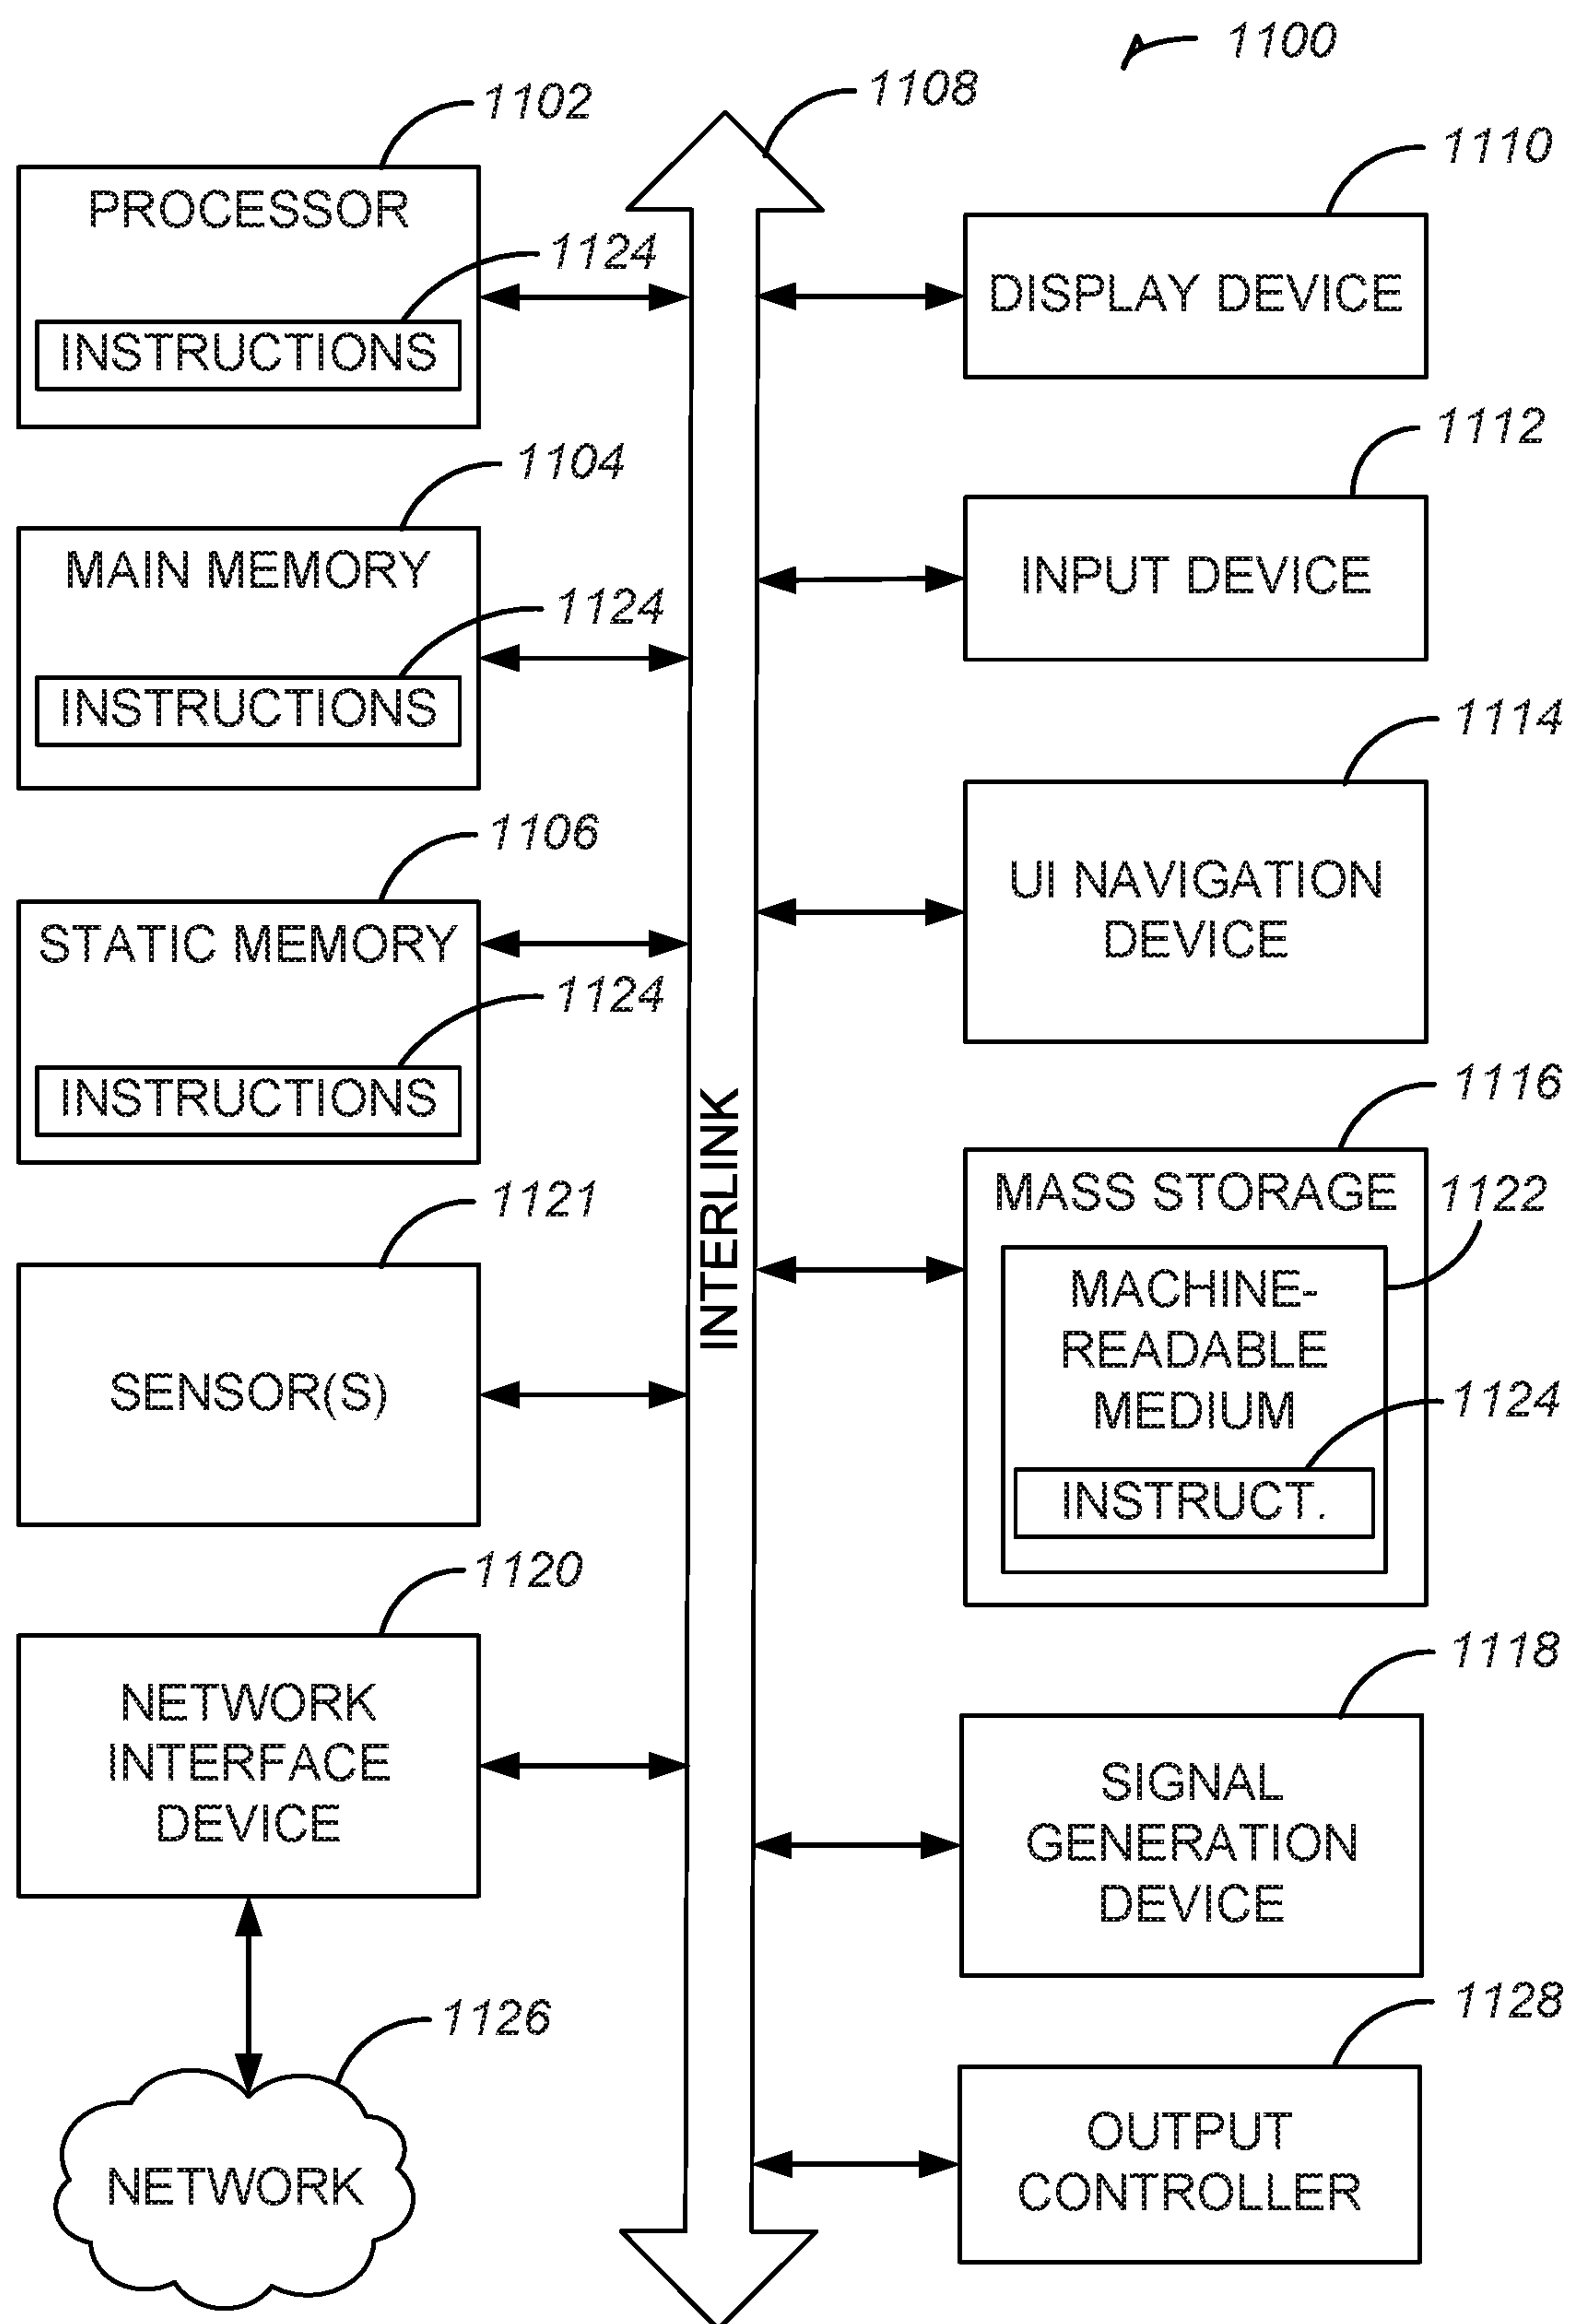 1100
1102
PROCESSOR
1124
INSTRUCTIONS
1104
MAIN MEMORY
1124
INSTRUCTIONS
1106
STATIC MEMORY
1124
INSTRUCTIONS
1121
SENSOR(S)
1120
NETWORK
INTERFACE
DEVICE
1126
NETWORK
1108
INTERLINK
1110
DISPLAY DEVICE
1112
INPUT DEVICE
1114
UI NAVIGATION
DEVICE
1116
MASS STORAGE
1122
MACHINE-
READABLE
MEDIUM
1124
INSTRUCT.
1118
SIGNAL
GENERATION
DEVICE
1128
OUTPUT
CONTROLLER